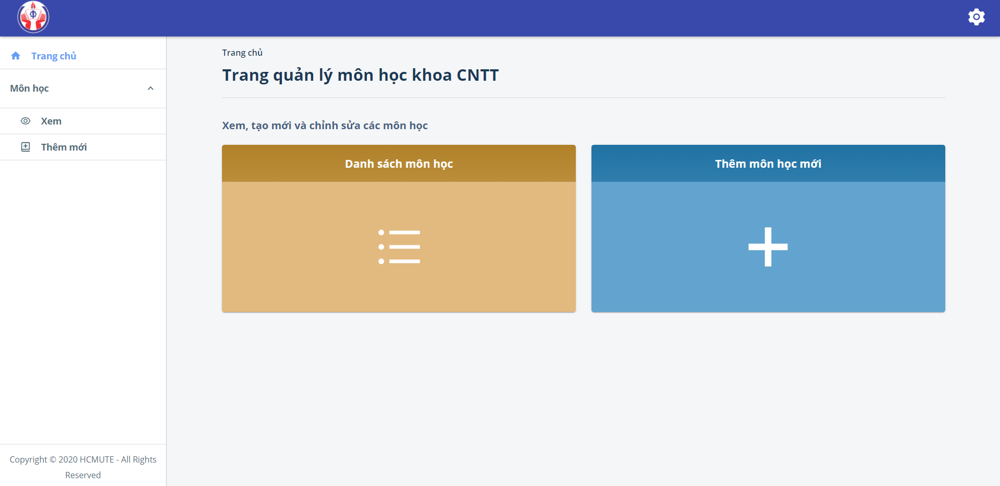 Trang chủ
Môn học
Xem
Thêm mới
Copyright © 2020 HCMUTE - All Rights
Reserved
Trang chủ
Trang quản lý môn học khoa CNTT
Xem, tạo mới và chỉnh sửa các môn học
Danh sách môn học
Thêm môn học mới